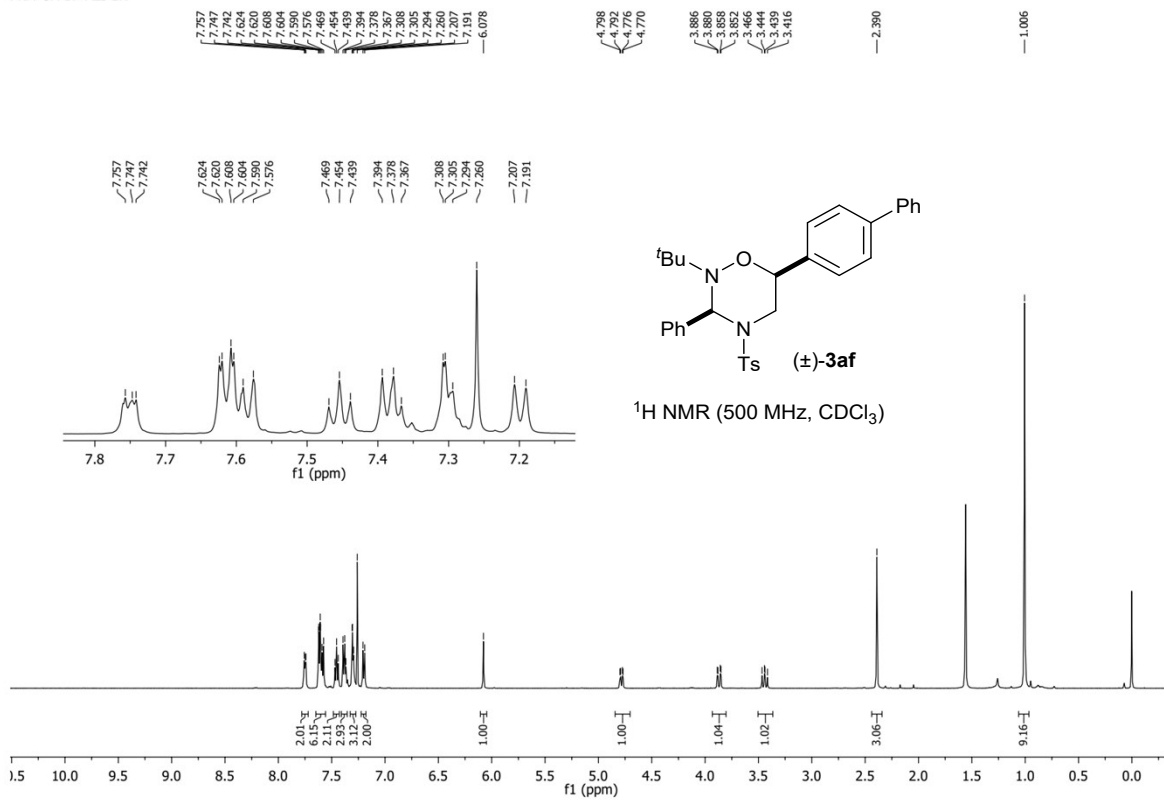 7.757 7.747 7.742 7.624 7.620 7.608 7.604 7.590 7.576 7.469 7.454 7.439 7.394 7.378 7.367 7.308 7.305 7.294 7.260 7.207 7.191 6.078 4.798 4.792 4.776 4.770 3.886 3.880 3.858 3.852 3.466 3.444 3.439 3.416 2.390 1.006
7.757 7.747 7.742 7.624 7.620 7.608 7.604 7.590 7.576 7.469 7.454 7.439 7.394 7.378 7.367 7.308 7.305 7.294 7.260 7.207 7.191
Ph
ᵗBu
O
N
Ph
N
Ts
(±)-3af
¹H NMR (500 MHz, CDCl₃)
7.8 7.7 7.6 7.5 7.4 7.3 7.2
f1 (ppm)
2.01 6.15 2.11 2.93 3.12 2.00 1.00 1.00 1.04 1.02 3.06 9.16
0.5 10.0 9.5 9.0 8.5 8.0 7.5 7.0 6.5 6.0 5.5 5.0 4.5 4.0 3.5 3.0 2.5 2.0 1.5 1.0 0.5 0.0
f1 (ppm)